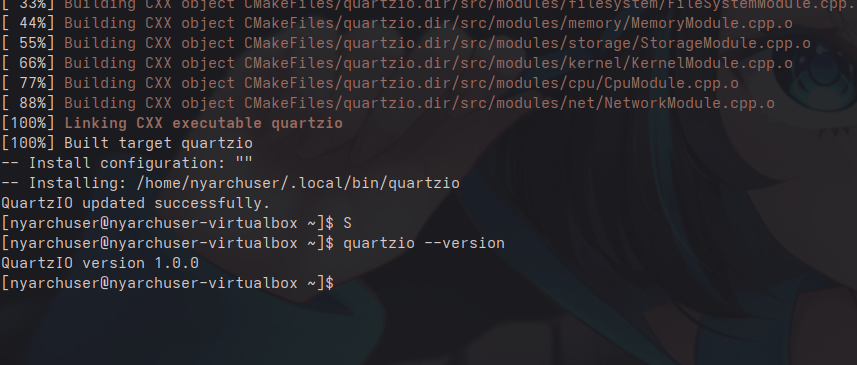 [ 33%] Building CXX object CMakeFiles/quartzio.dir/src/modules/filesystem/FileSystemModule.cpp.
[ 44%] Building CXX object CMakeFiles/quartzio.dir/src/modules/memory/MemoryModule.cpp.o
[ 55%] Building CXX object CMakeFiles/quartzio.dir/src/modules/storage/StorageModule.cpp.o
[ 66%] Building CXX object CMakeFiles/quartzio.dir/src/modules/kernel/KernelModule.cpp.o
[ 77%] Building CXX object CMakeFiles/quartzio.dir/src/modules/cpu/CpuModule.cpp.o
[ 88%] Building CXX object CMakeFiles/quartzio.dir/src/modules/net/NetworkModule.cpp.o
[100%] Linking CXX executable quartzio
[100%] Built target quartzio
-- Install configuration: ""
-- Installing: /home/nyarchuser/.local/bin/quartzio
QuartzIO updated successfully.
[nyarchuser@nyarchuser-virtualbox ~]$ S
[nyarchuser@nyarchuser-virtualbox ~]$ quartzio --version
QuartzIO version 1.0.0
[nyarchuser@nyarchuser-virtualbox ~]$